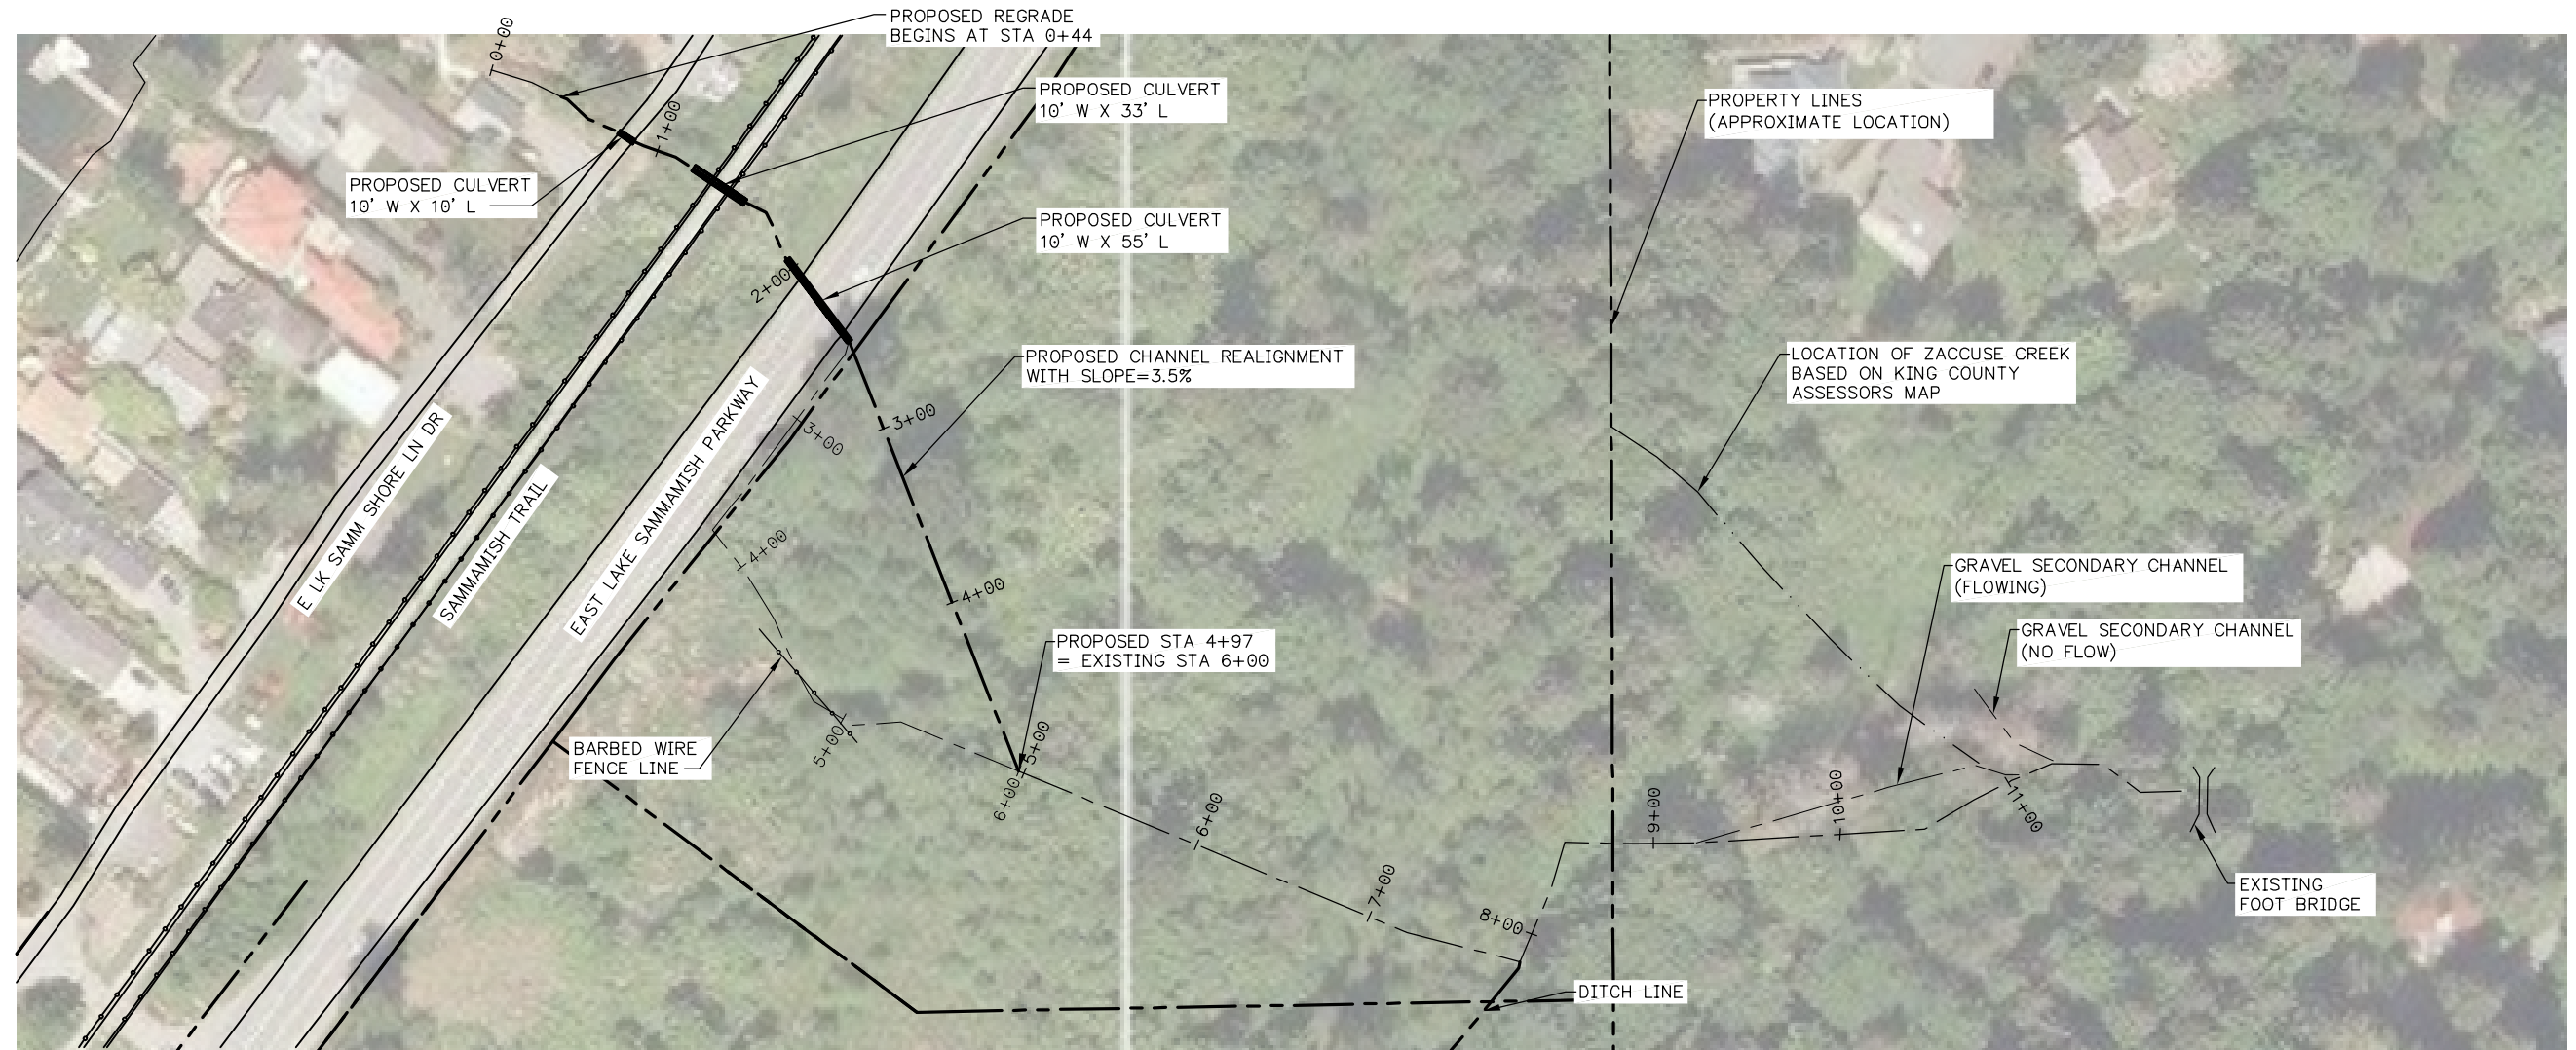 0+00
PROPOSED REGRADE
BEGINS AT STA 0+44
PROPOSED CULVERT
10' W X 33' L
PROPERTY LINES
(APPROXIMATE LOCATION)
1+00
PROPOSED CULVERT
10' W X 10' L
PROPOSED CULVERT
10' W X 55' L
2+00
PROPOSED CHANNEL REALIGNMENT
WITH SLOPE=3.5%
LOCATION OF ZACCUSE CREEK
BASED ON KING COUNTY
ASSESSORS MAP
3+00
3+00
E LK SAMM SHORE LN DR
SAMMAMISH TRAIL
EAST LAKE SAMMAMISH PARKWAY
4+00
4+00
GRAVEL SECONDARY CHANNEL
(FLOWING)
GRAVEL SECONDARY CHANNEL
(NO FLOW)
PROPOSED STA 4+97
= EXISTING STA 6+00
BARBED WIRE
FENCE LINE
5+00
5+00
6+00
6+00
7+00
8+00
9+00
10+00
11+00
EXISTING
FOOT BRIDGE
DITCH LINE